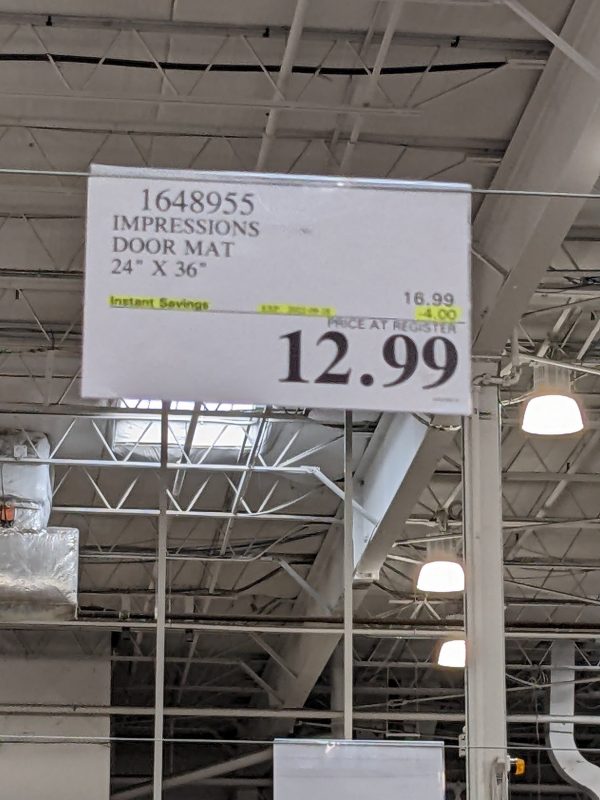 1648955
IMPRESSIONS
DOOR MAT
24" X 36"
16.99
Instant Savings
-4.00
PRICE AT REGISTER
12.99